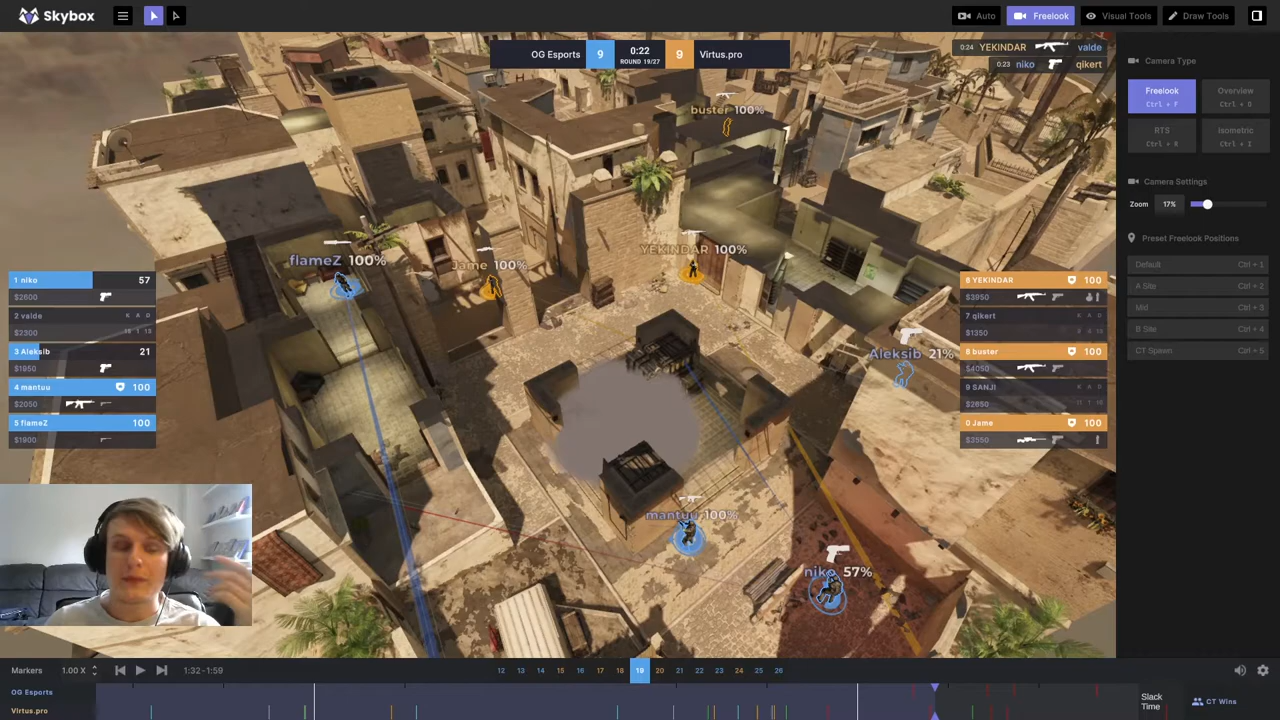 Skybox
Auto
Freelook
Visual Tools
Draw Tools
OG Esports
9
0:22
ROUND 19/27
9
Virtus.pro
0:24 YEKINDAR valde
0:23 niko qikert
buster 100%
flameZ 100%
Jame 100%
YEKINDAR 100%
Aleksib 21%
mantuu 100%
niko 57%
1 niko 57
$2600
2 valde K A D
$2300
3 Aleksib 21
$1950
4 mantuu 100
$2050
5 flameZ 100
$1900
6 YEKINDAR 100
$3950
7 qikert K A D
$1350
8 buster 100
$4050
9 SANJI K A D
$2650
0 Jame 100
$3550
Camera Type
Freelook
Ctrl + F
Overview
RTS
Ctrl + R
Isometric
Ctrl + I
Camera Settings
Zoom 17%
Preset Freelook Positions
Default Ctrl + 1
A Site Ctrl + 2
Mid Ctrl + 3
B Site Ctrl + 4
CT Spawn Ctrl + 5
Markers 1.00 X 1:32-1:59
12 13 14 15 16 17 18 19 20 21 22 23 24 25 26
OG Esports
Virtus.pro
Slack
Time
CT Wins